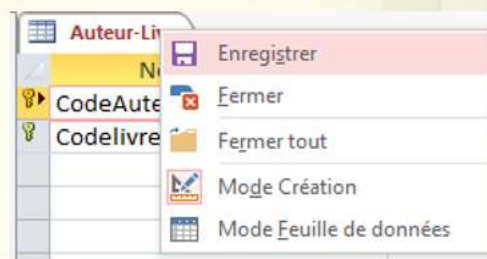 Auteur-Li
N
Enregistrer
CodeAute
Fermer
Codelivre
Fermer tout
Mode Création
Mode Feuille de données